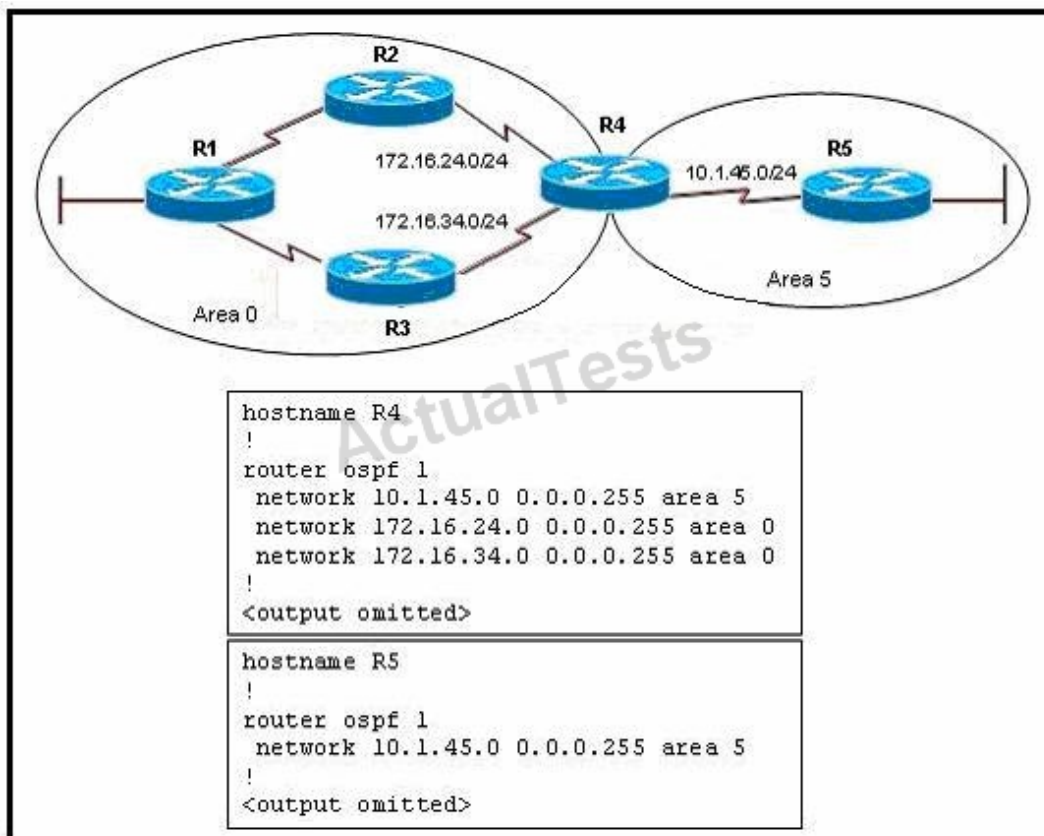 R2
R1
R4
172.16.24.0/24
10.1.45.0/24
R5
172.16.34.0/24
Area 5
Area 0
R3
ActualTests
hostname R4
!
router ospf 1
network 10.1.45.0 0.0.0.255 area 5
network 172.16.24.0 0.0.0.255 area 0
network 172.16.34.0 0.0.0.255 area 0
!
<output omitted>
hostname R5
!
router ospf 1
network 10.1.45.0 0.0.0.255 area 5
!
<output omitted>